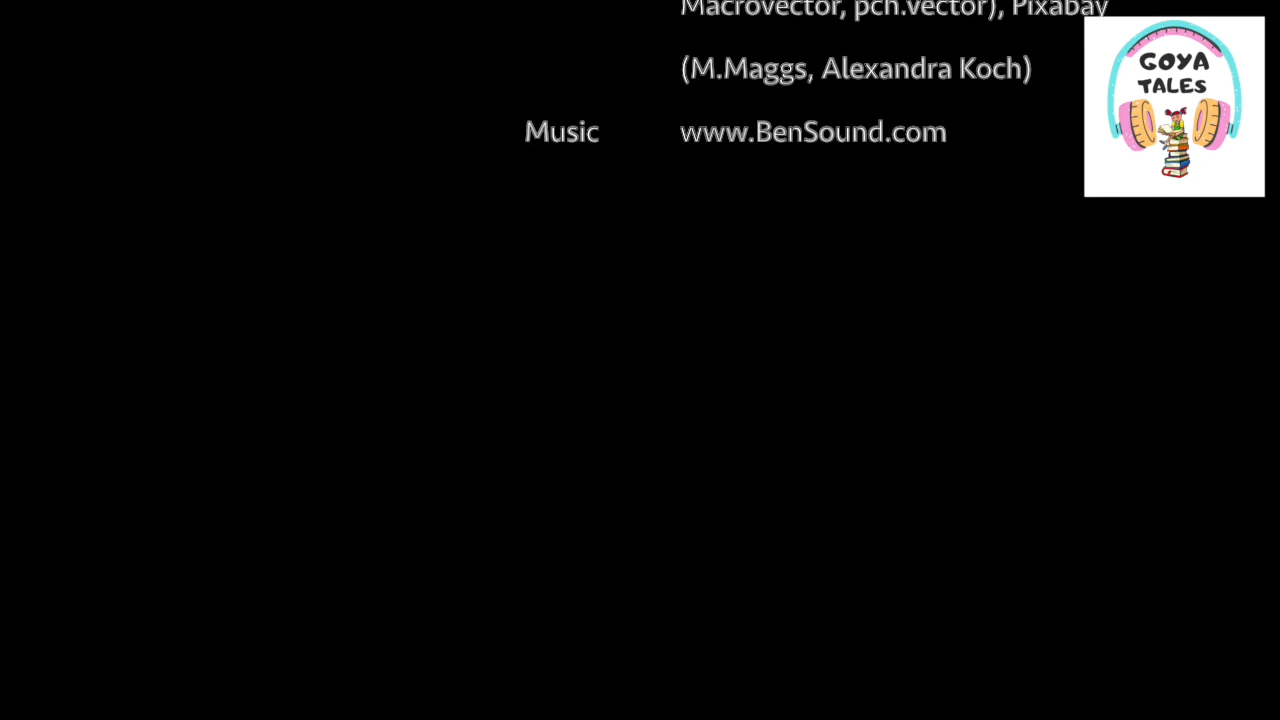 Macrovector, pch.vector), Pixabay
(M.Maggs, Alexandra Koch)
Music www.BenSound.com
GOYA
TALES